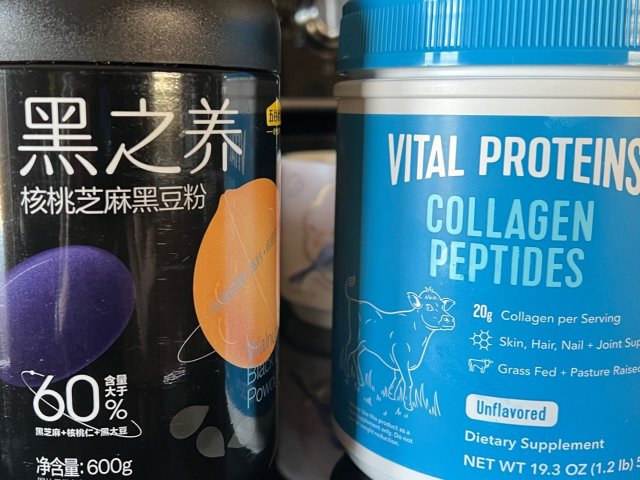 黑之养
核桃芝麻黑豆粉
60%
含量
大于
黑芝麻+核桃仁+黑大豆
净含量: 600g
Black
VITAL PROTEINS
COLLAGEN
PEPTIDES
20g Collagen per Serving
Skin, Hair, Nail + Joint Sup
Grass Fed + Pasture Raised
Unflavored
Dietary Supplement
NET WT 19.3 OZ (1.2 lb) 5